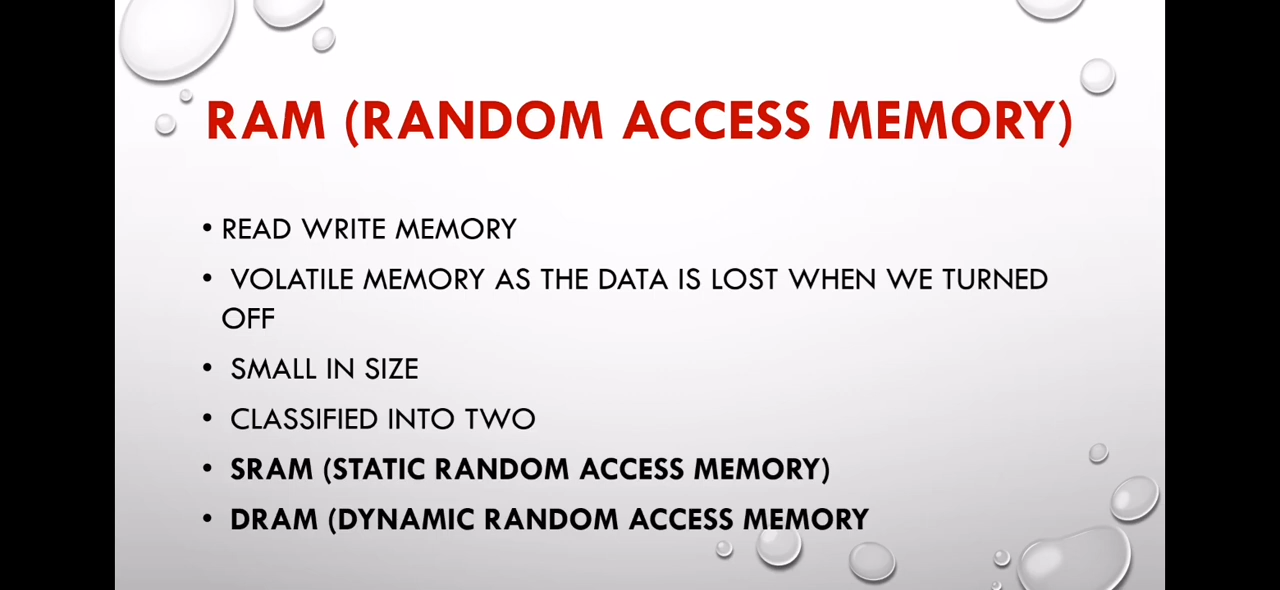 RAM (RANDOM ACCESS MEMORY)
• READ WRITE MEMORY
• VOLATILE MEMORY AS THE DATA IS LOST WHEN WE TURNED
OFF
• SMALL IN SIZE
• CLASSIFIED INTO TWO
• SRAM (STATIC RANDOM ACCESS MEMORY)
• DRAM (DYNAMIC RANDOM ACCESS MEMORY